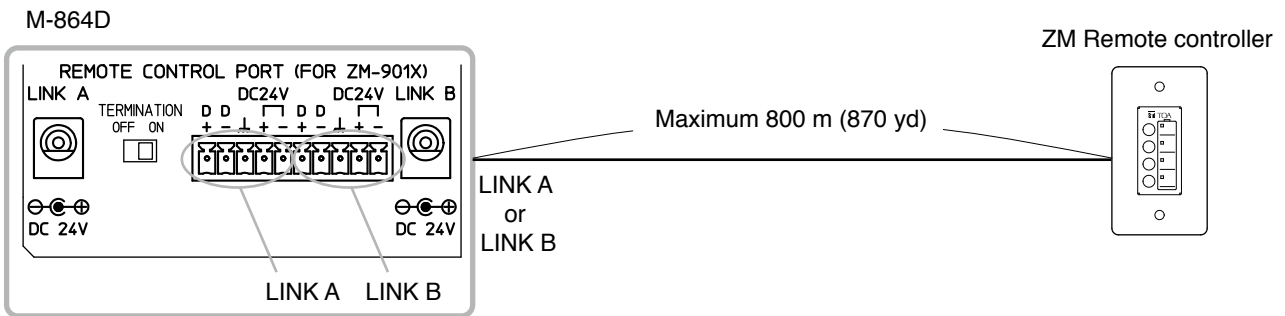 M-864D
REMOTE CONTROL PORT (FOR ZM-901X)
LINK A
DC24V
DC24V
LINK B
TERMINATION
OFF ON
D D
D D
+ - ⊥ + - + - ⊥ + -
⊖ ⊕
DC 24V
⊖ ⊕
DC 24V
LINK A
LINK B
LINK A
or
LINK B
Maximum 800 m (870 yd)
ZM Remote controller
TOA